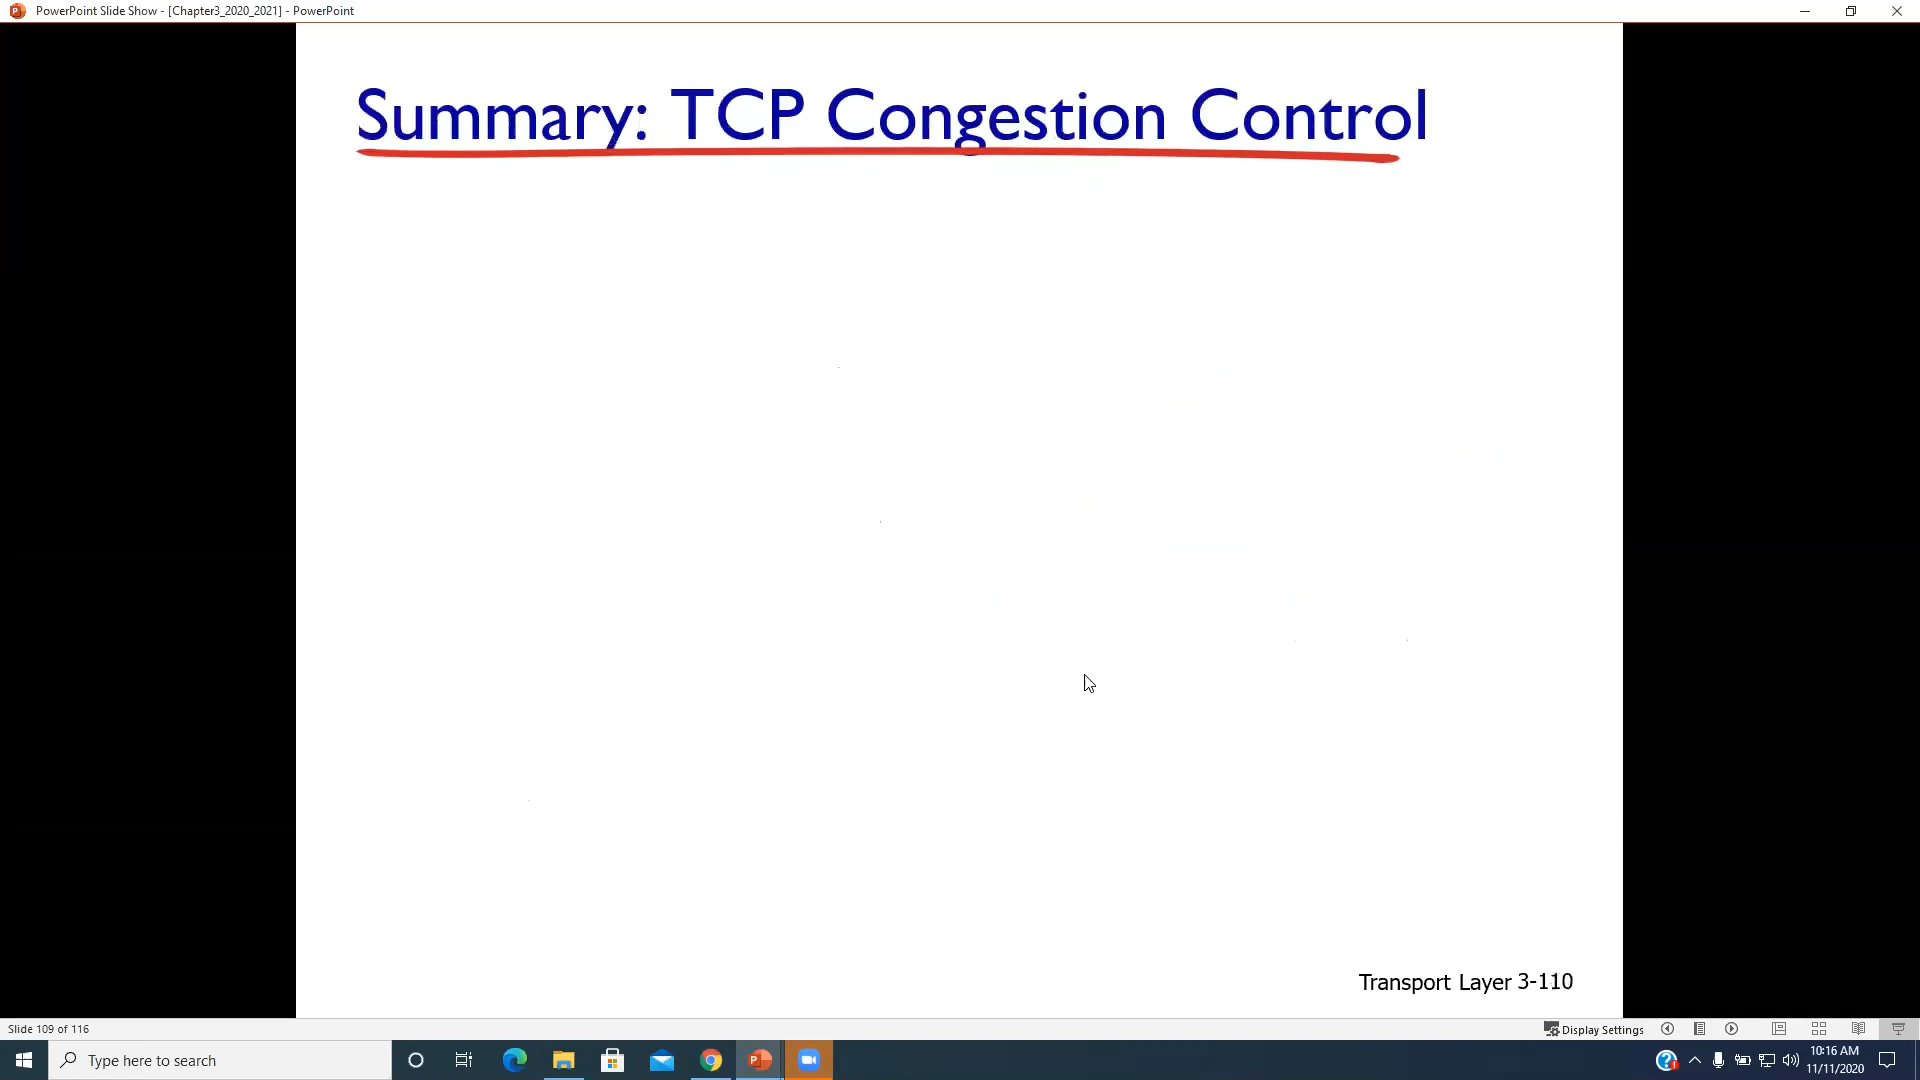 PowerPoint Slide Show - [Chapter3_2020_2021] - PowerPoint
Summary: TCP Congestion Control
Transport Layer 3-110
Slide 109 of 116
Display Settings
Type here to search
10:16 AM
11/11/2020